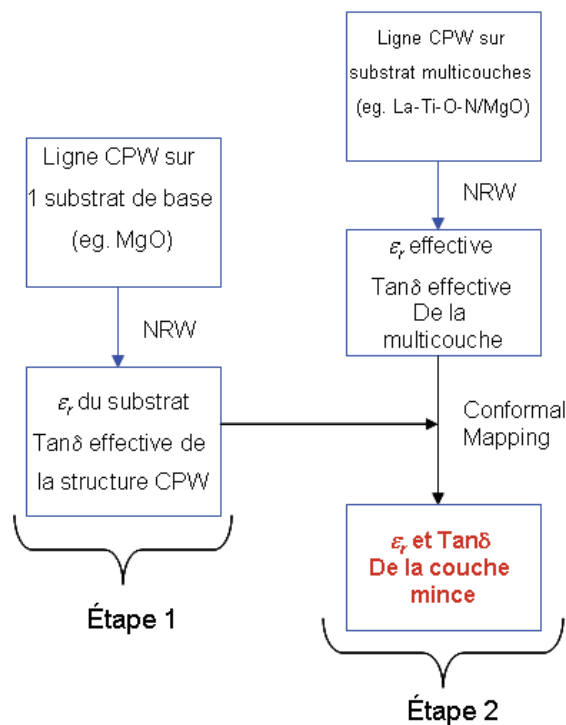 Ligne CPW sur
1 substrat de base
(eg. MgO)
NRW
εr du substrat
Tanδ effective de
la structure CPW
Étape 1
Ligne CPW sur
substrat multicouches
(eg. La-Ti-O-N/MgO)
NRW
εr effective
Tanδ effective
De la
multicouche
Conformal
Mapping
εr et Tanδ
De la couche
mince
Étape 2